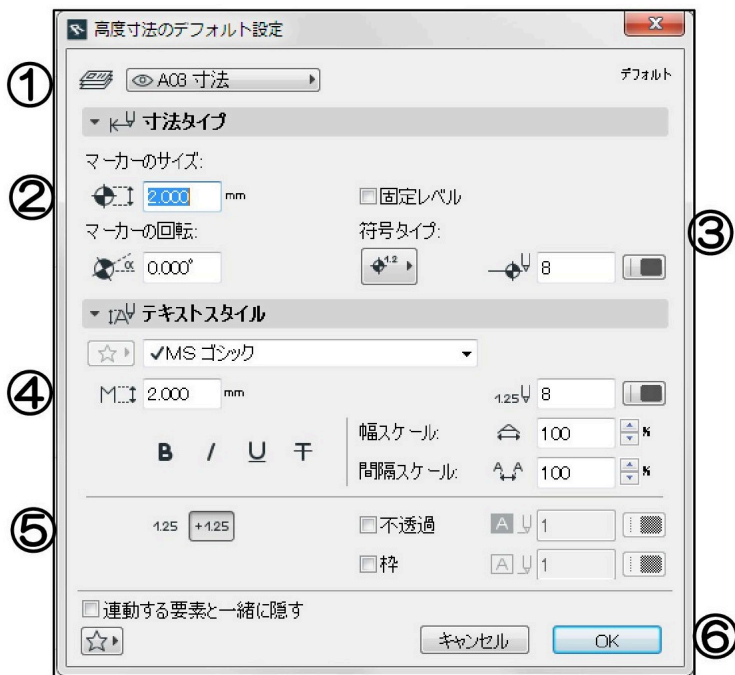 高度寸法のデフォルト設定
①
A03 寸法
デフォルト
寸法タイプ
マーカーのサイズ:
②
2.000 mm
固定レベル
マーカーの回転:
符号タイプ:
③
α 0.000°
1.2
8
テキストスタイル
✓MS ゴシック
④
M 2.000 mm
1.25 8
B I U T
幅スケール: 100 %
間隔スケール: A A 100 %
⑤
1.25 +1.25
不透過 A 1
枠 A 1
連動する要素と一緒に隠す
キャンセル OK
⑥